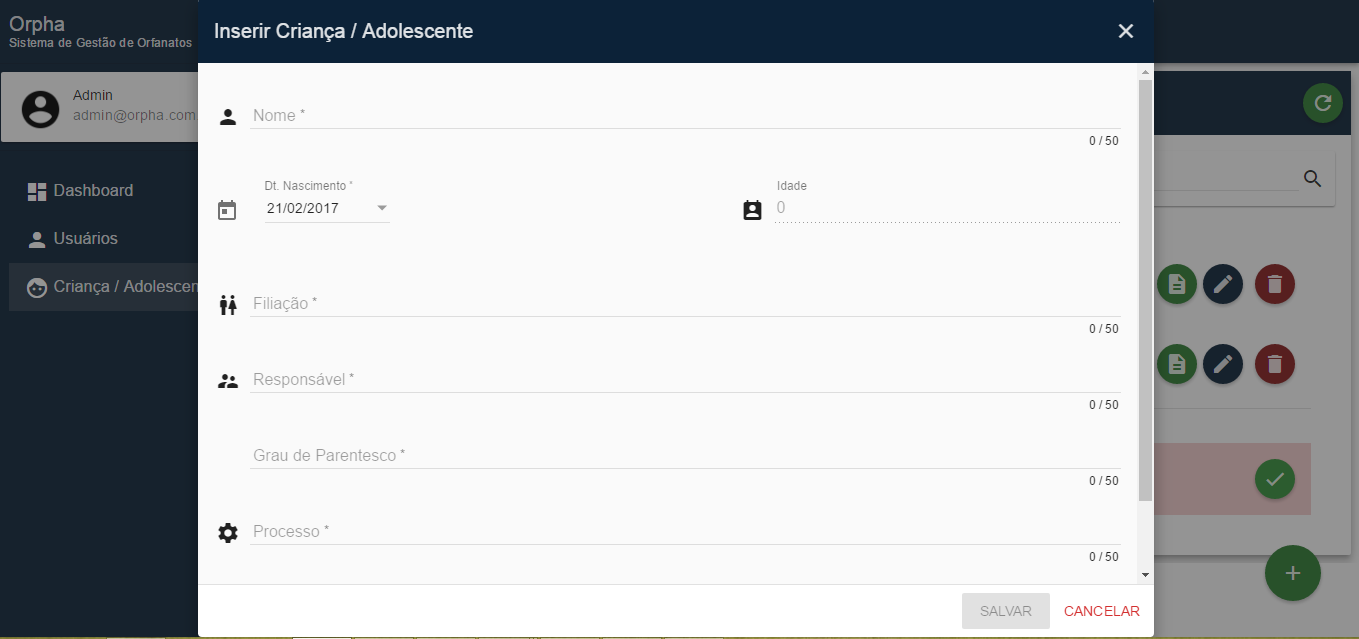 Orpha
Sistema de Gestão de Orfanatos
Admin
admin@orpha.com
Dashboard
Usuários
Criança / Adolescen
Inserir Criança / Adolescente
Nome *
0 / 50
Dt. Nascimento *
21/02/2017
Idade
0
Filiação *
0 / 50
Responsável *
0 / 50
Grau de Parentesco *
0 / 50
Processo *
0 / 50
SALVAR
CANCELAR